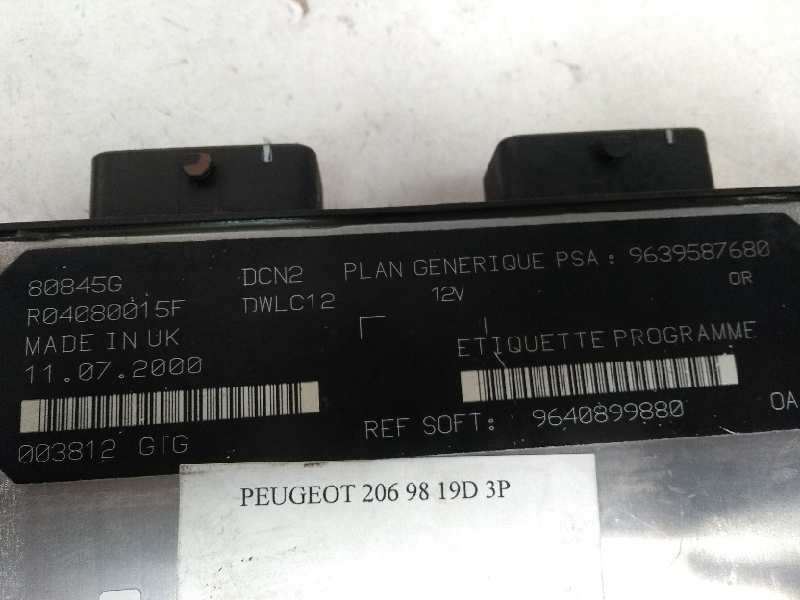 80845G DCN2 PLAN GENERIQUE PSA : 9639587680
R04080015F DWLC12 12V OR
MADE IN UK
11.07.2000 ETIQUETTE PROGRAMME
003812 GTG REF SOFT: 9640899880 0A
PEUGEOT 206 98 19D 3P